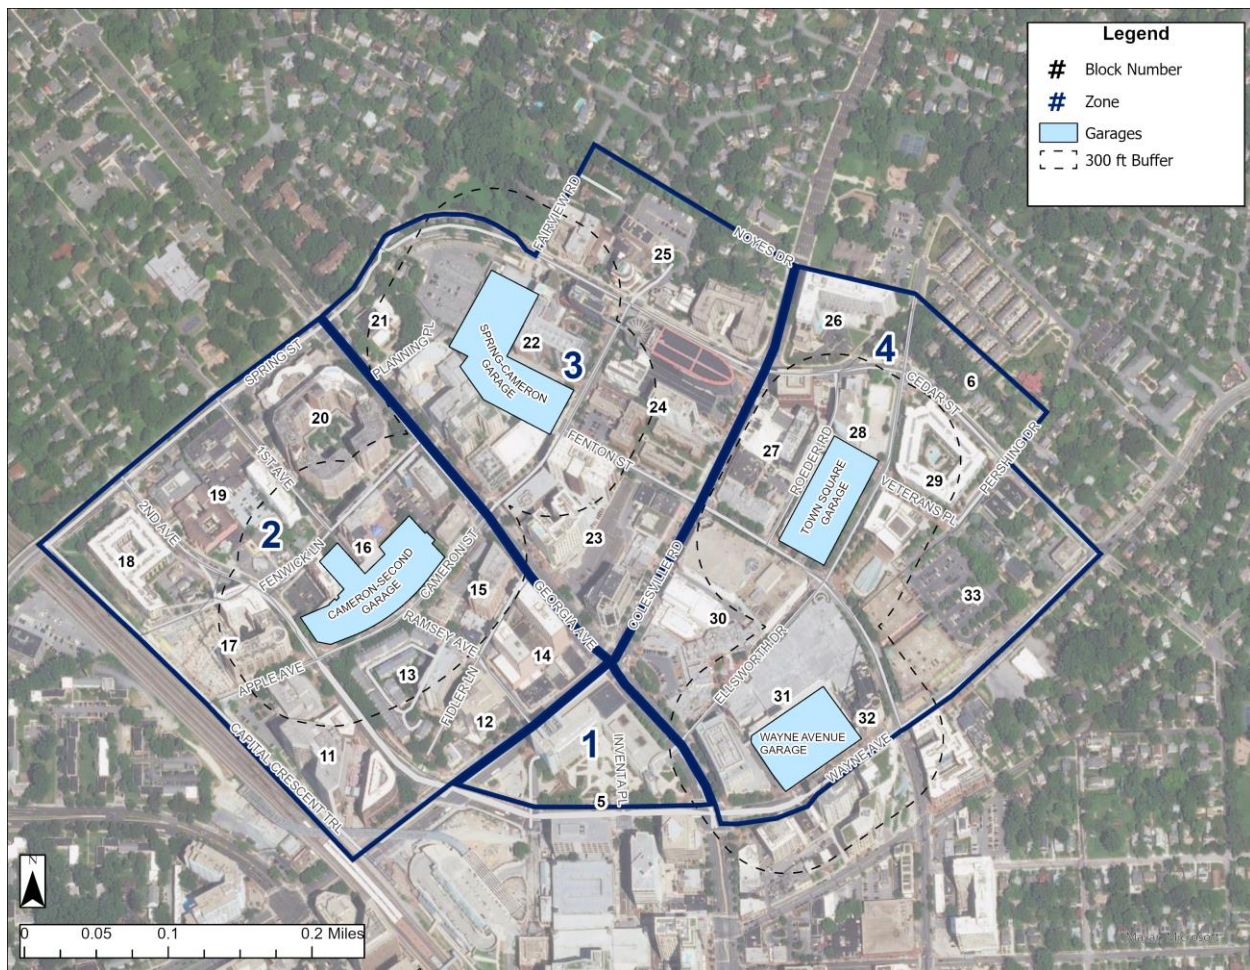 Legend
# Block Number
# Zone
Garages
300 ft Buffer
FAIRVIEW RD
NOYES DR
25
21
PLANNING PL
22
SPRING-CAMERON
GARAGE
3
26
4
SPRING ST
CEDAR ST
6
20
24
PERSHING DR
1ST AVE
FENTON ST
27
ROEDER RD
28
29
19
2ND AVE
TOWN SQUARE
GARAGE
VETERANS PL
2
18
FENWICK LN
16
CAMERON-SECOND
GARAGE
CAMERON ST
23
COLESVILLE RD
15
GEORGIA AVE
33
17
RAMSEY AVE
30
APPLE AVE
13
FIDLER LN
14
ELLSWORTH DR
31
32
12
1
INVENTA PL
WAYNE AVENUE
GARAGE
WAYNE AVE
11
CAPITAL CRESCENT TRL
5
N
0 0.05 0.1 0.2 Miles